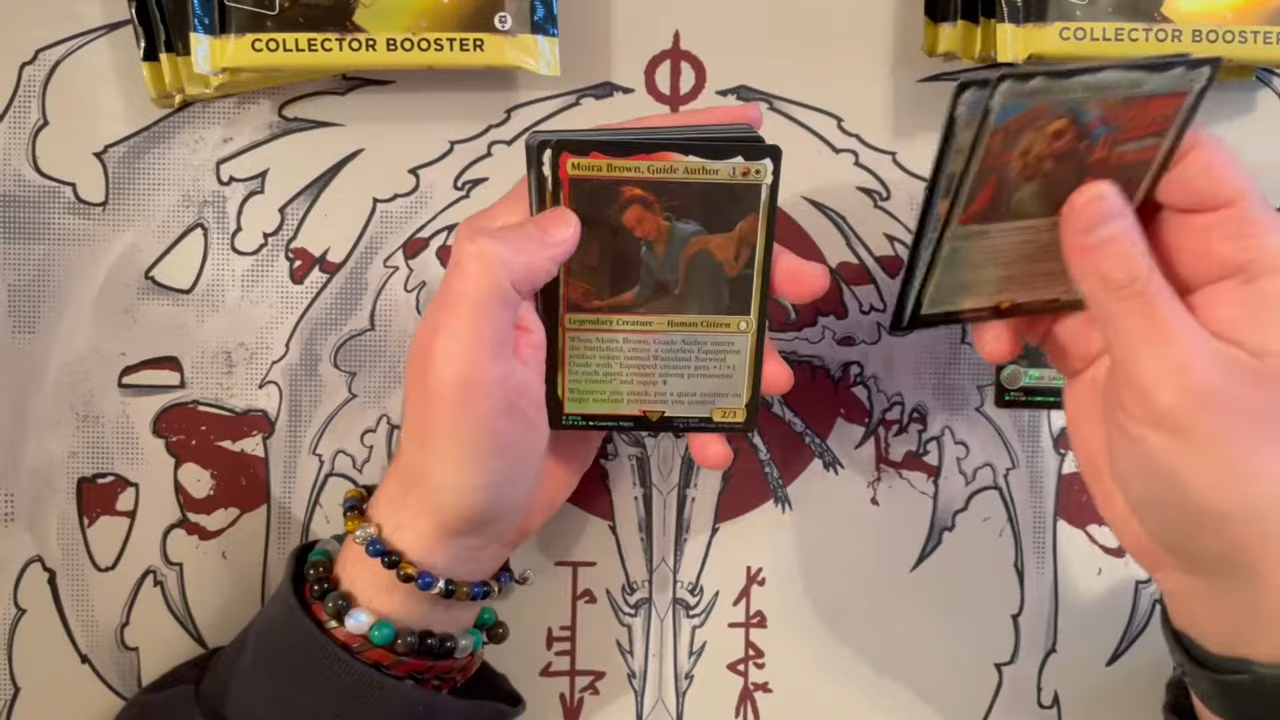 COLLECTOR BOOSTER
COLLECTOR BOOSTER
Moira Brown, Guide Author 1
Legendary Creature — Human Citizen
When Moira Brown, Guide Author enters
the battlefield, create a colorless Equipment
artifact token named Wasteland Survival
Guide with "Equipped creature gets +1/+1
for each quest counter among permanents
you control" and equip 1
Whenever you attack, put a quest counter on
target nonland permanent you control.
2/3